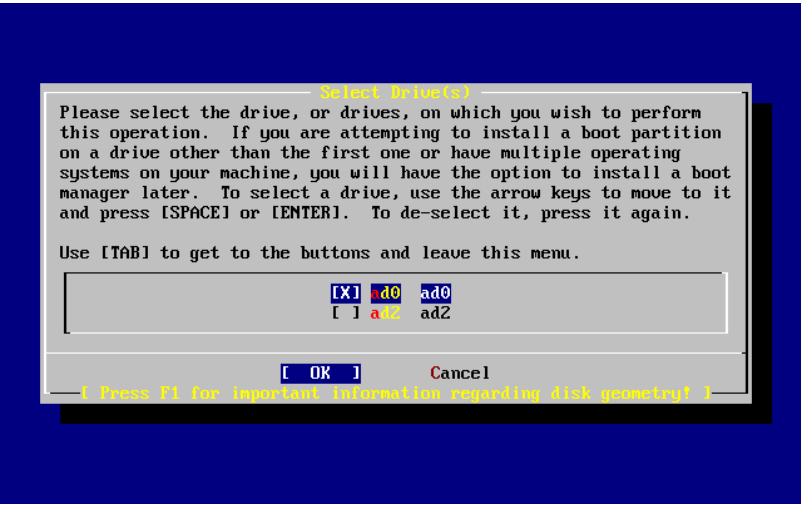 Select Drive(s)
Please select the drive, or drives, on which you wish to perform
this operation.  If you are attempting to install a boot partition
on a drive other than the first one or have multiple operating
systems on your machine, you will have the option to install a boot
manager later.  To select a drive, use the arrow keys to move to it
and press [SPACE] or [ENTER].  To de-select it, press it again.
Use [TAB] to get to the buttons and leave this menu.
[X] ad0  ad0
[ ] ad2  ad2
[  OK  ]  Cancel
[ Press F1 for important information regarding disk geometry! ]